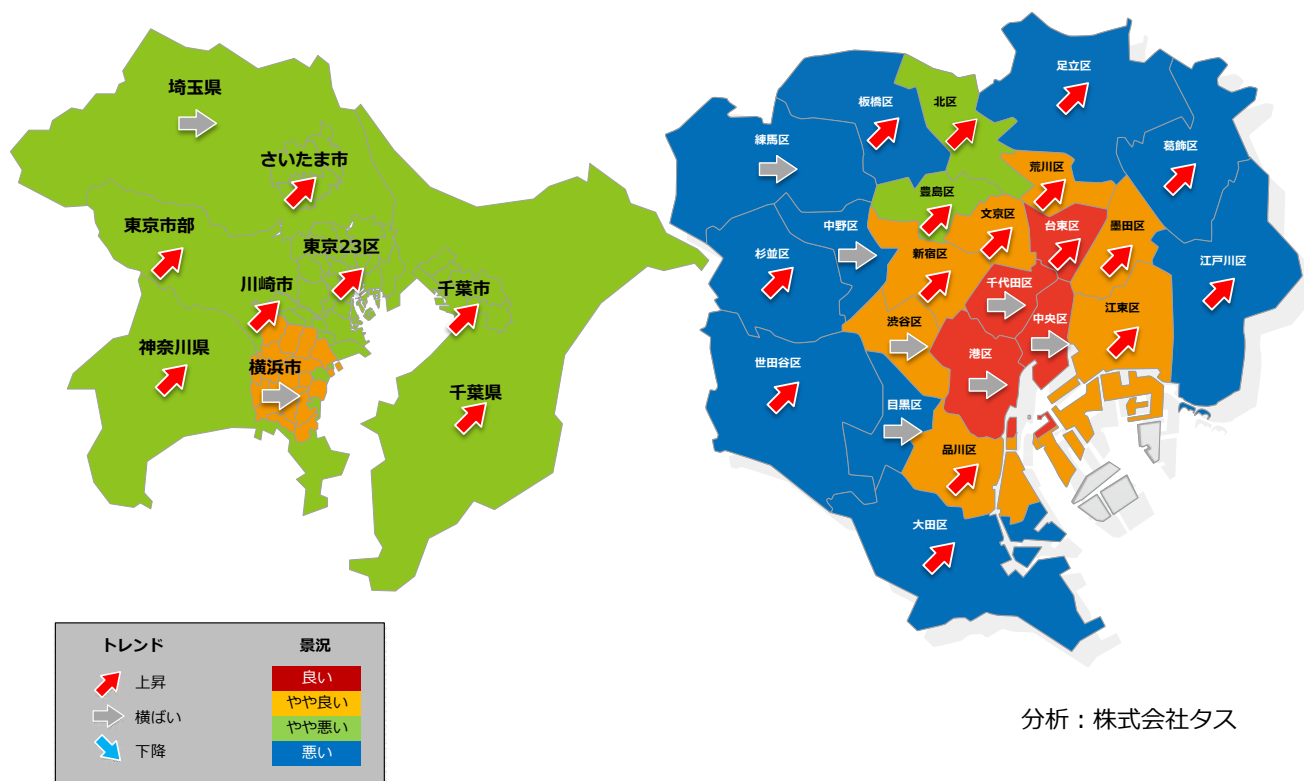 埼玉県
さいたま市
東京市部
東京23区
川崎市
千葉市
神奈川県
横浜市
千葉県
足立区
板橋区
北区
練馬区
葛飾区
荒川区
豊島区
文京区
台東区
墨田区
中野区
杉並区
新宿区
江戸川区
千代田区
江東区
渋谷区
中央区
港区
世田谷区
目黒区
品川区
大田区
トレンド
景況
上昇
横ばい
下降
良い
やや良い
やや悪い
悪い
分析：株式会社タス